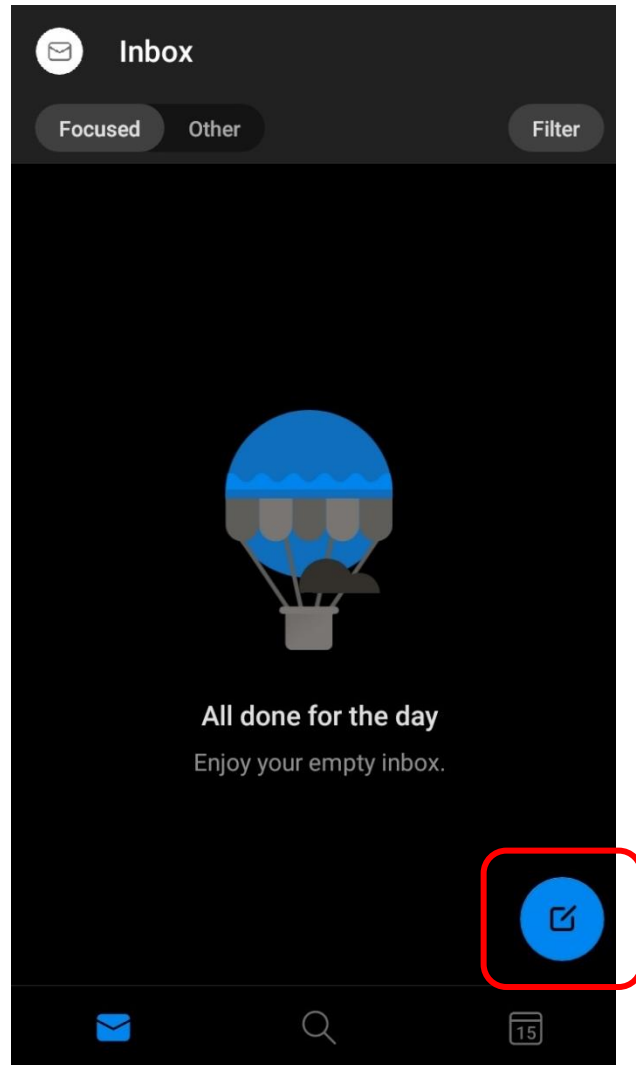 Inbox
Focused Other Filter
All done for the day
Enjoy your empty inbox.
15